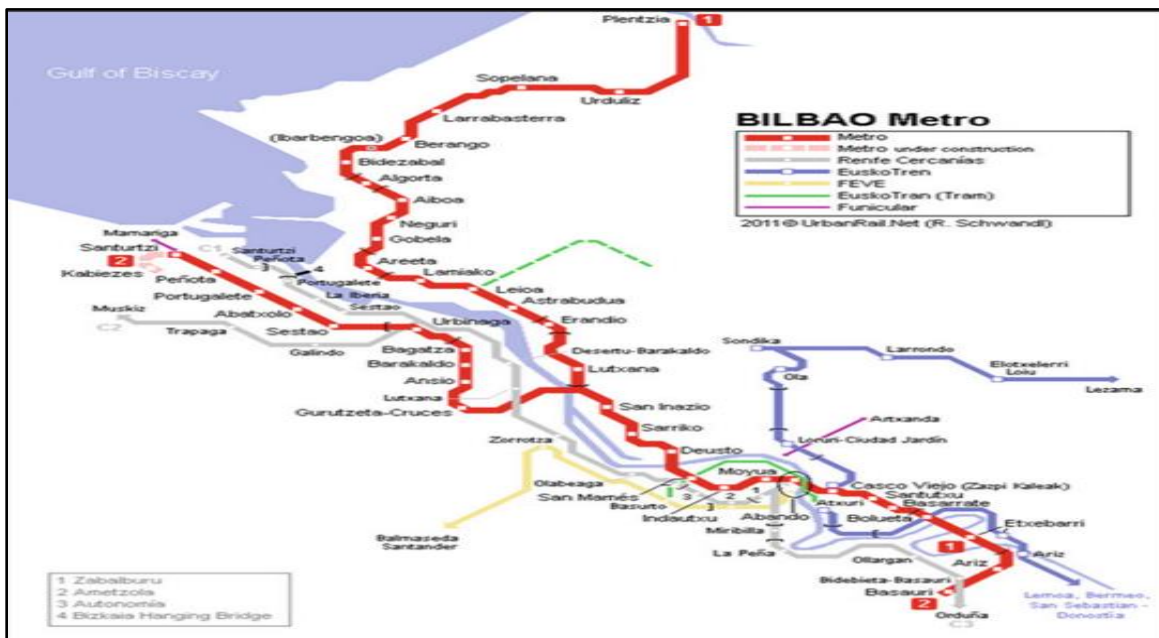 Plentzia
1
Gulf of Biscay
Sopelana
Urduliz
Larrabasterra
(Ibarbengoa)
Berango
Bidezabal
Algorta
Aiboa
Neguri
Gobela
Areeta
Lamiako
Leioa
Astrabudua
Erandio
Desertu-Barakaldo
Lutxana
BILBAO Metro
Metro
Metro under construction
Renfe Cercanías
EuskoTren
FEVE
EuskoTran (Tram)
Funicular
2011© UrbanRail.Net (R. Schwandl)
Mamariga
Santurtzi
2
Kabiezes
Peñota
Portugalete
Abatxolo
Sestao
C1
Santurtzi
Peñota
4
Portugalete
La Iberia
Sestao
Urbinaga
Muskiz
C2
Trapaga
Galindo
Bagatza
Barakaldo
Ansio
Lutxana
Gurutzeta-Cruces
San Inazio
Sarriko
Deusto
Zorrotza
Olabeaga
San Mamés
Basurto
Indautxu
Moyua
3
2
1
Abando
Miribilla
La Peña
Ollargan
Balmaseda
Santander
Sondika
Larrondo
Elotxelerri
Loiu
Lezama
Ola
Artxanda
Loruri-Ciudad Jardín
Casco Viejo (Zazpi Kaleak)
Santutxu
Basarrate
Atxuri
Bolueta
Etxebarri
1
Ariz
Ariz
Bidebieta-Basauri
Basauri
2
Orduña
C3
Lemoa, Bermeo,
San Sebastian -
Donostia
1 Zabalburu
2 Ametzola
3 Autonomía
4 Bizkaia Hanging Bridge